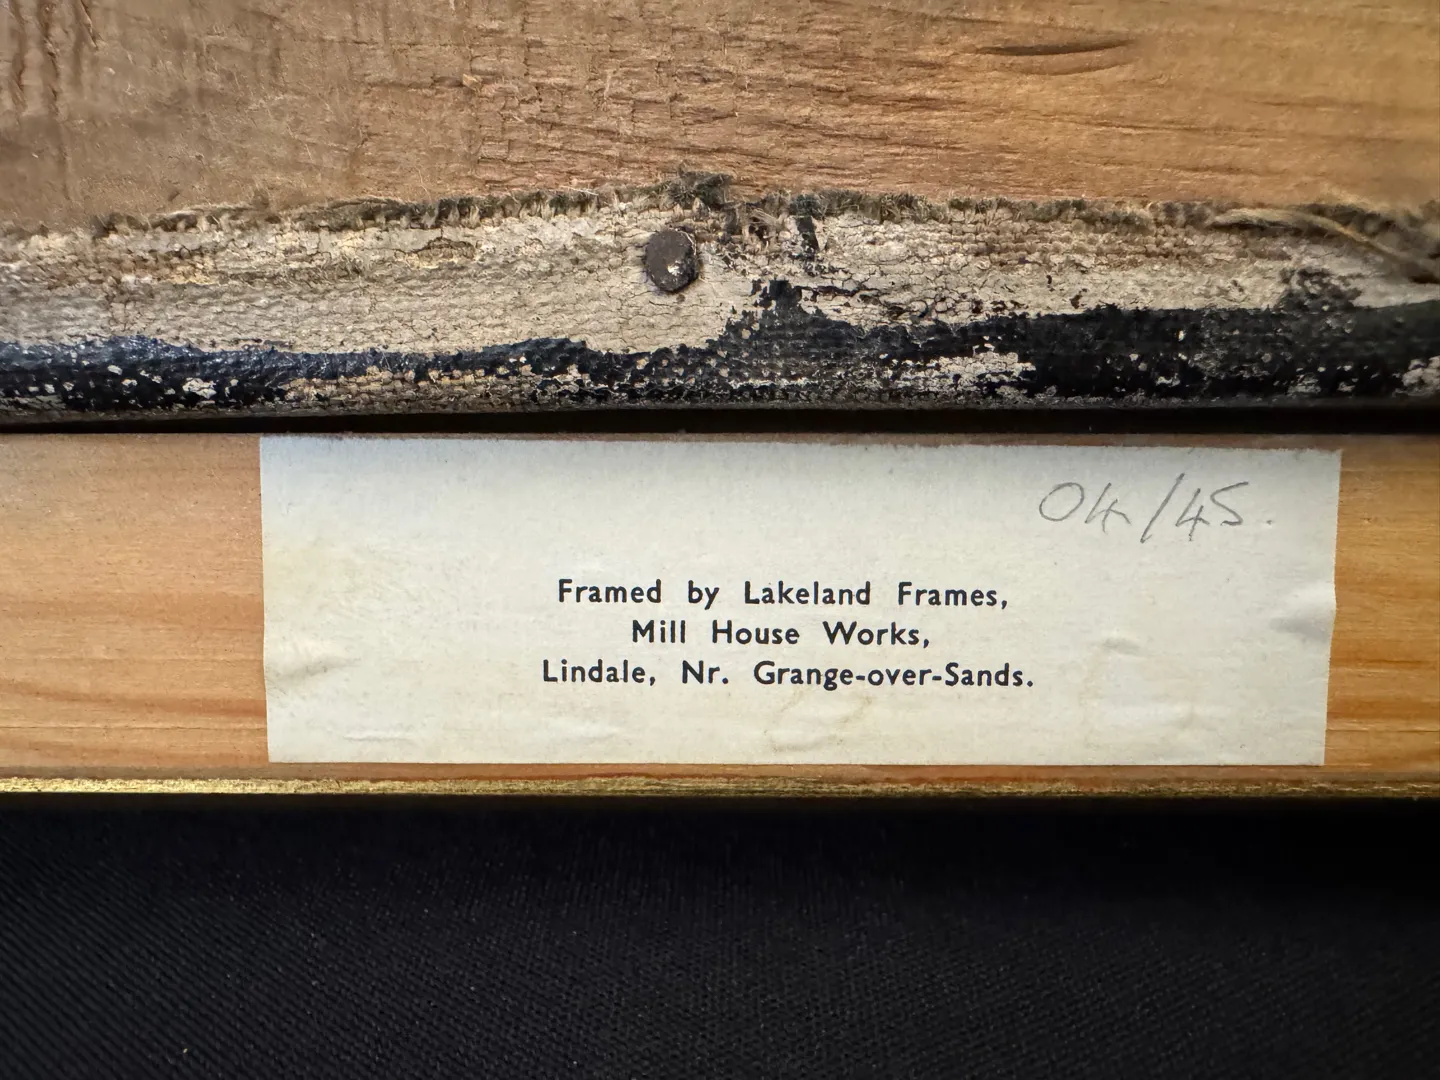 04/45.
Framed by Lakeland Frames,
Mill House Works,
Lindale, Nr. Grange-over-Sands.